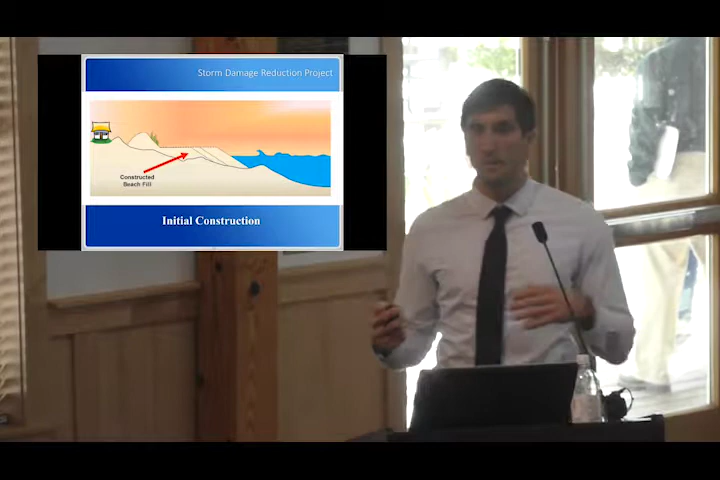 Storm Damage Reduction Project
Constructed
Beach Fill
Initial Construction